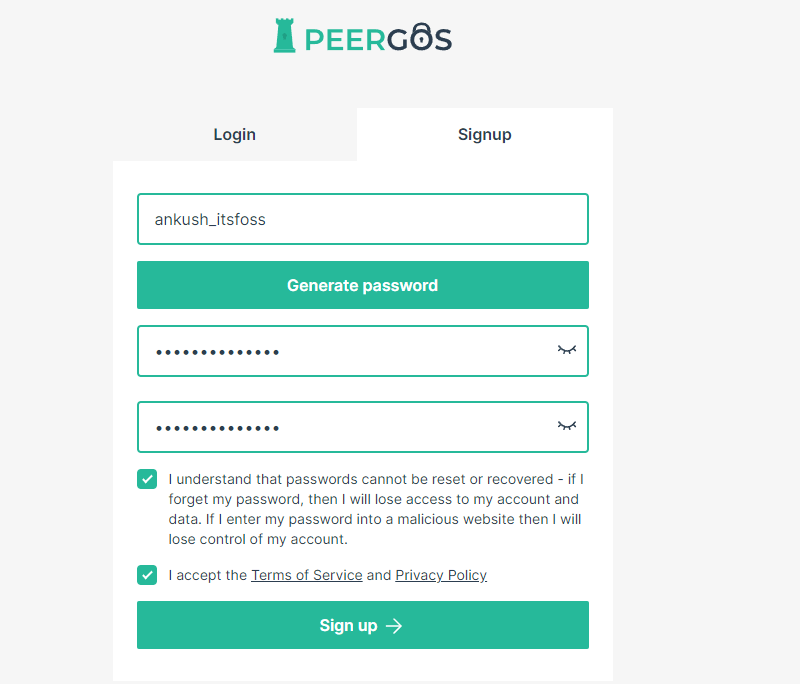 PEERGOS
Login
Signup
ankush_itsfoss
Generate password
••••••••••••••
••••••••••••••
I understand that passwords cannot be reset or recovered - if I
forget my password, then I will lose access to my account and
data. If I enter my password into a malicious website then I will
lose control of my account.
I accept the Terms of Service and Privacy Policy
Sign up →